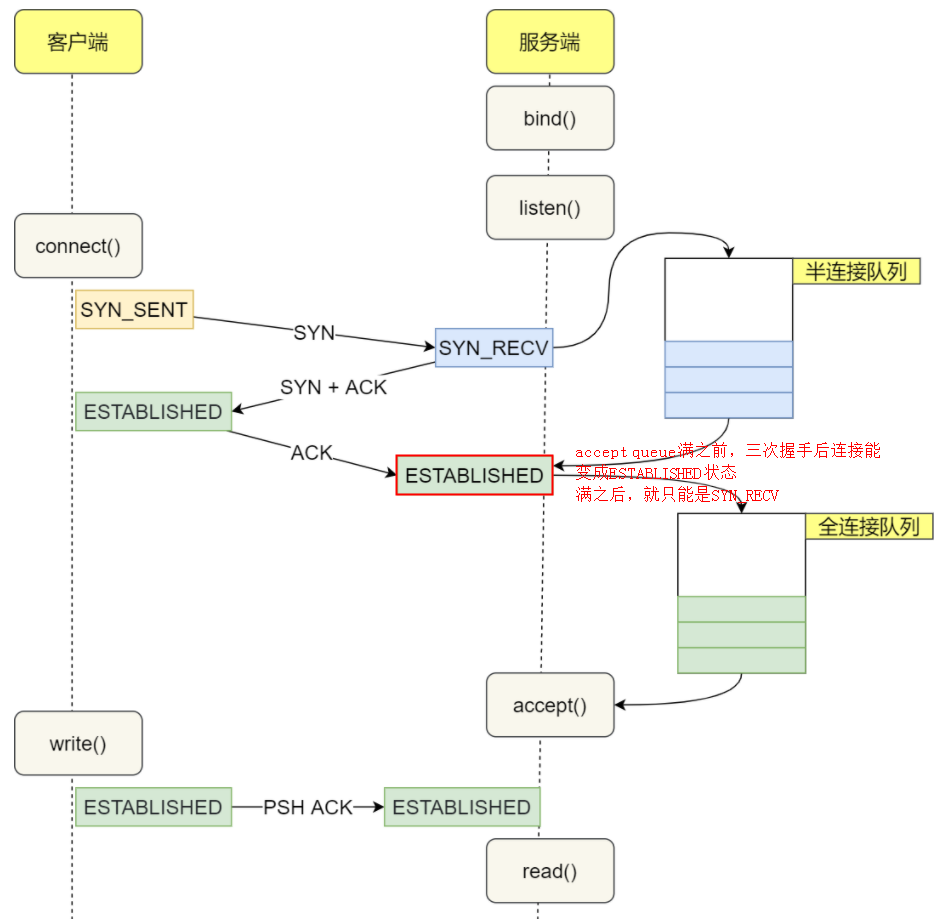 客户端
服务端
bind()
listen()
connect()
半连接队列
SYN_SENT
SYN
SYN_RECV
SYN + ACK
ESTABLISHED
ACK
ESTABLISHED
accept queue满之前，三次握手后连接能
变成ESTABLISHED状态
满之后，就只能是SYN_RECV
全连接队列
accept()
write()
ESTABLISHED
PSH ACK
ESTABLISHED
read()